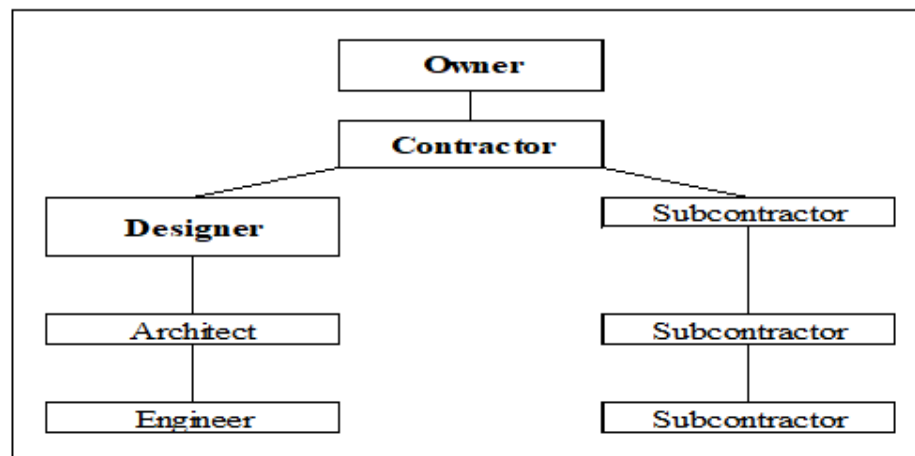 Owner
Contractor
Designer
Subcontractor
Architect
Subcontractor
Engineer
Subcontractor